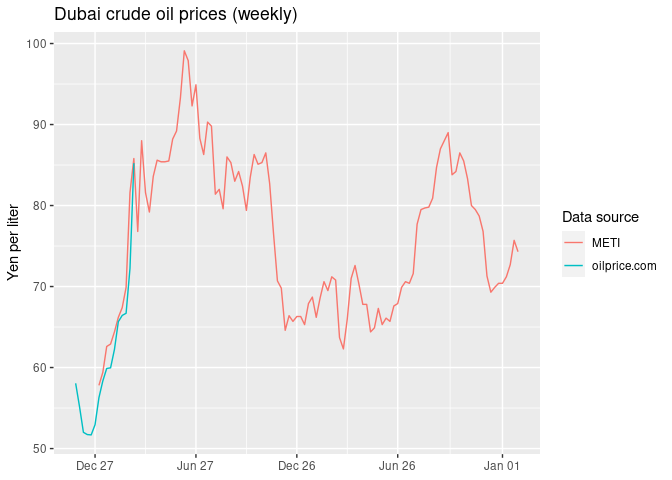 Dubai crude oil prices (weekly)
100
90
80
70
60
50
Yen per liter
Dec 27
Jun 27
Dec 26
Jun 26
Jan 01
Data source
METI
oilprice.com